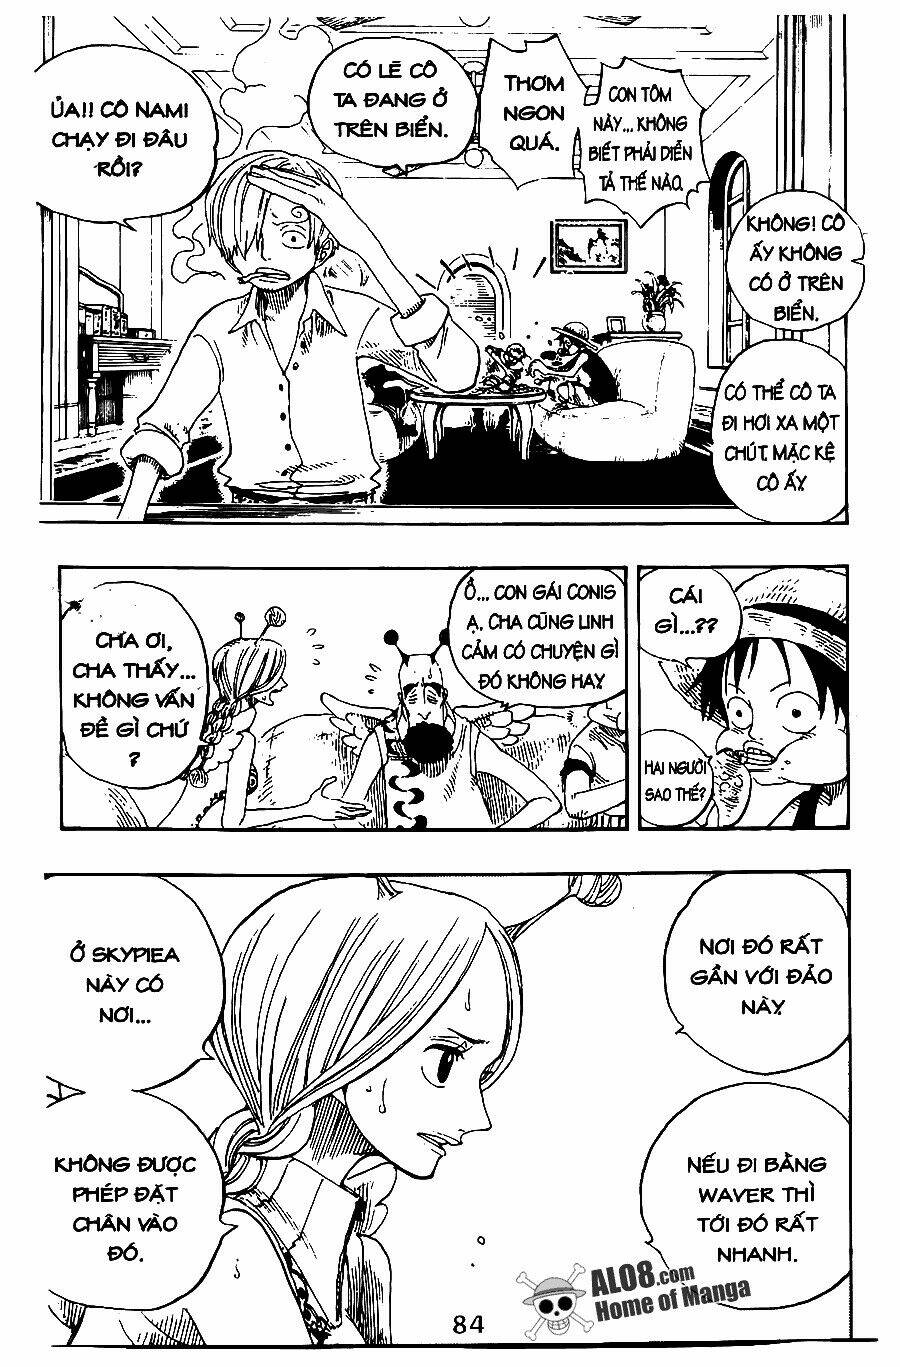 ỦA!! CÔ NAMI
CHẠY ĐI ĐÂU
RỒI?
CÓ LẼ CÔ
TA ĐANG Ở
TRÊN BIỂN.
THƠM
NGON
QUÁ.
CON TÔM
NÀY... KHÔNG
BIẾT PHẢI DIỄN
TẢ THẾ NÀO.
KHÔNG! CÔ
ẤY KHÔNG
CÓ Ở TRÊN
BIỂN.
CÓ THỂ CÔ TA
ĐI HƠI XA MỘT
CHÚT. MẶC KỆ
CÔ ẤY.
CHA ƠI,
CHA THẤY...
KHÔNG VẤN
ĐỀ GÌ CHỨ
?
Ồ... CON GÁI CONIS
Ạ, CHA CŨNG LINH
CẢM CÓ CHUYỆN GÌ
ĐÓ KHÔNG HAY.
CÁI
GÌ...??
HAI NGƯỜI
SAO THẾ?
Ở SKYPIEA
NÀY CÓ
NƠI...
KHÔNG ĐƯỢC
PHÉP ĐẶT
CHÂN VÀO
ĐÓ.
NƠI ĐÓ RẤT
GẦN VỚI ĐẢO
NÀY.
NẾU ĐI BẰNG
WAVER THÌ
TỚI ĐÓ RẤT
NHANH.
84
ALO8.com
Home of Manga